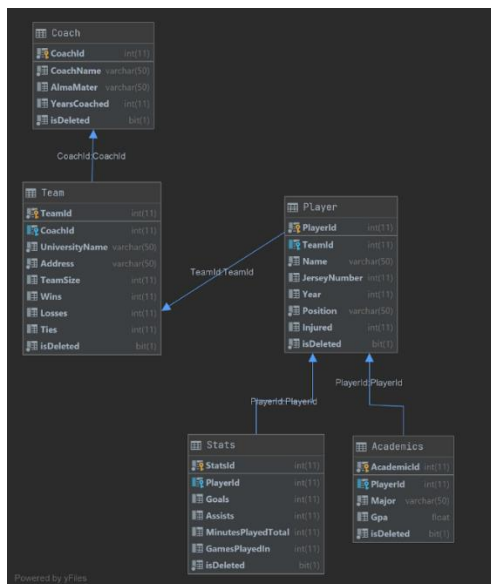 Coach
CoachId int(11)
CoachName varchar(50)
AlmaMater varchar(50)
YearsCoached int(11)
isDeleted bit(1)
CoachId:CoachId
Team
TeamId int(11)
CoachId int(11)
UniversityName varchar(50)
Address varchar(50)
TeamSize int(11)
Wins int(11)
Losses int(11)
Ties int(11)
isDeleted bit(1)
Player
PlayerId int(11)
TeamId int(11)
Name varchar(50)
JerseyNumber int(11)
Year int(11)
Position varchar(50)
Injured int(11)
isDeleted bit(1)
TeamId:TeamId
PlayerId:PlayerId
PlayerId:PlayerId
Stats
StatsId int(11)
PlayerId int(11)
Goals int(11)
Assists int(11)
MinutesPlayedTotal int(11)
GamesPlayedIn int(11)
isDeleted bit(1)
Academics
AcademicId int(11)
PlayerId int(11)
Major varchar(50)
Gpa float
isDeleted bit(1)
Powered by yFiles